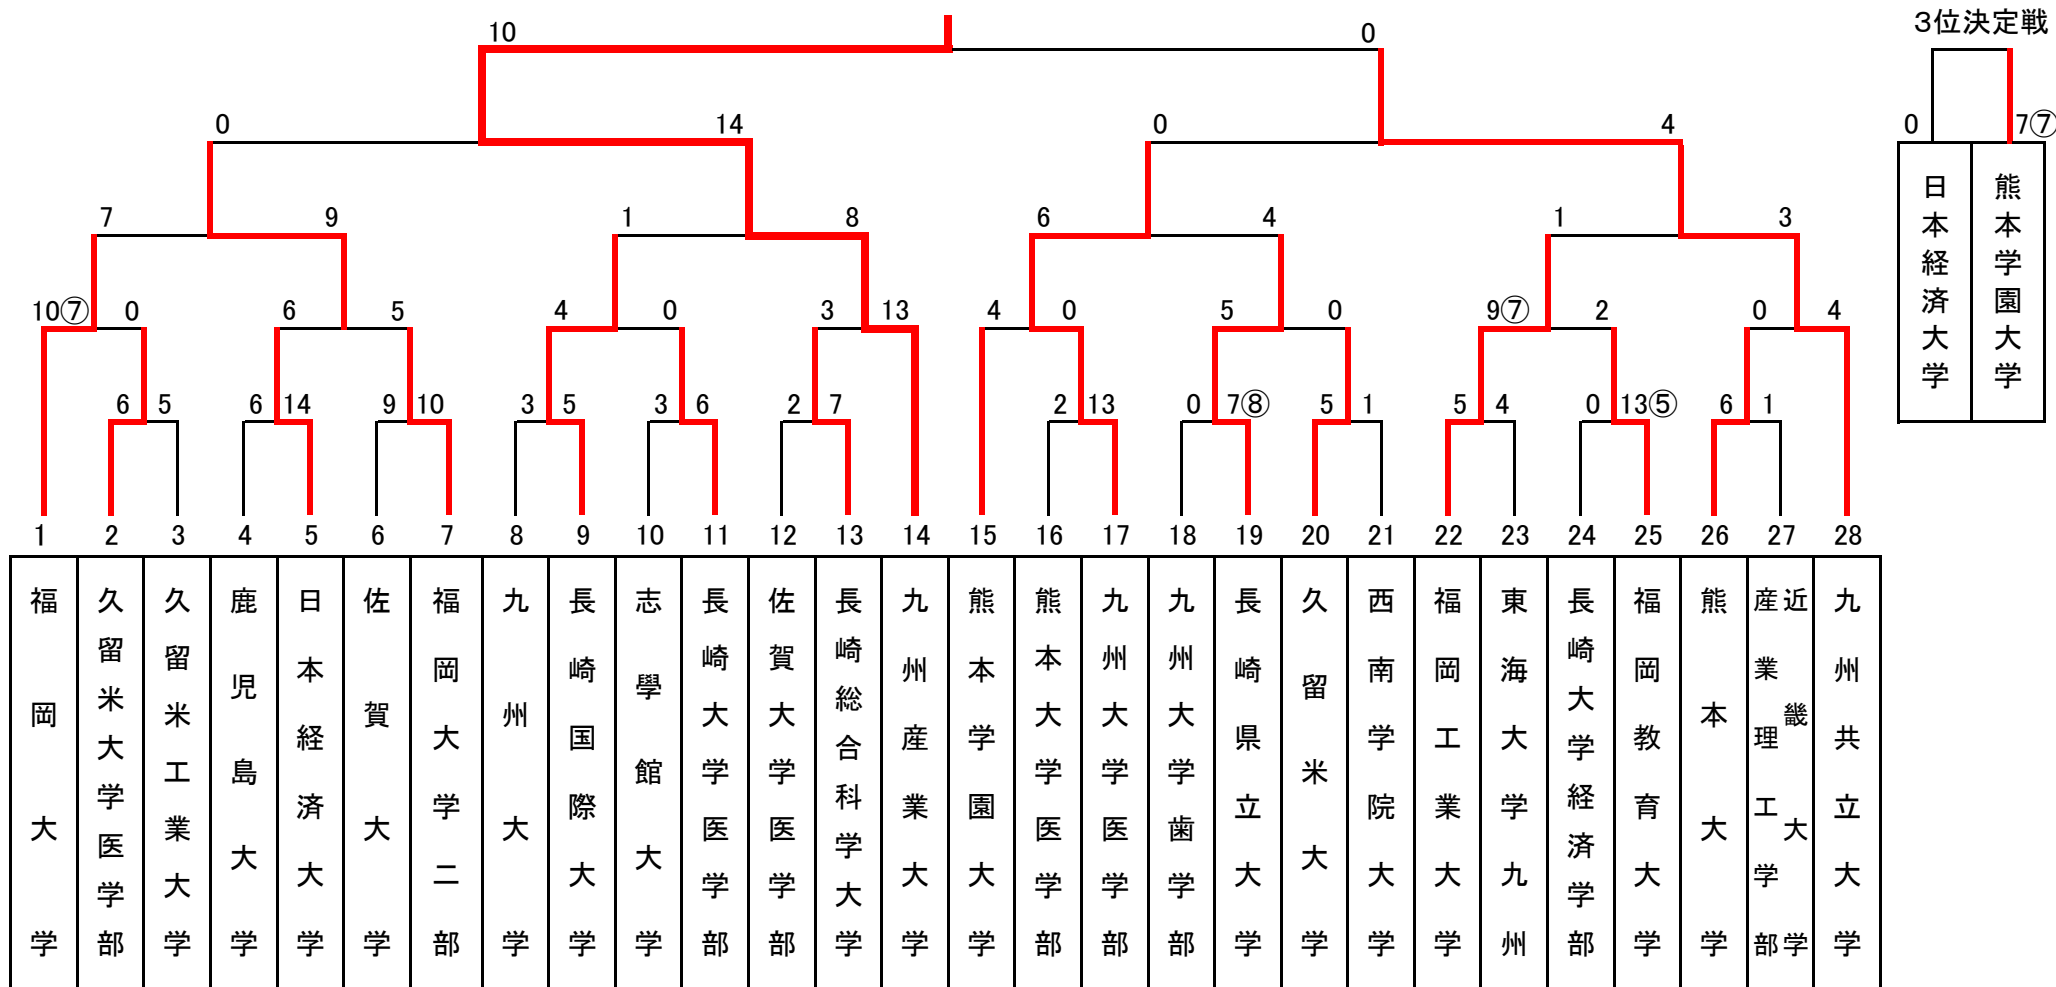 3位決定戦
10 0
0 14 0 4
0 7⑦
日本経済大学
熊本学園大学
7 9 1 8 6 4 1 3
10⑦ 0 6 5 4 0 3 13 4 0 5 0 9⑦ 2 0 4
6 5 6 14 9 10 3 5 3 6 2 7 2 13 0 7⑧ 5 1 5 4 0 13⑤ 6 1
1 2 3 4 5 6 7 8 9 10 11 12 13 14 15 16 17 18 19 20 21 22 23 24 25 26 27 28
福岡大学
久留米大学医学部
久留米工業大学
鹿児島大学
日本経済大学
佐賀大学
福岡大学二部
九州大学
長崎国際大学
志學館大学
長崎大学医学部
佐賀大学医学部
長崎総合科学大学
九州産業大学
熊本学園大学
熊本大学医学部
九州大学医学部
九州大学歯学部
長崎県立大学
久留米大学
西南学院大学
福岡工業大学
東海大学九州
長崎大学経済学部
福岡教育大学
熊本大学
近畿大学
産業理工学部
九州共立大学